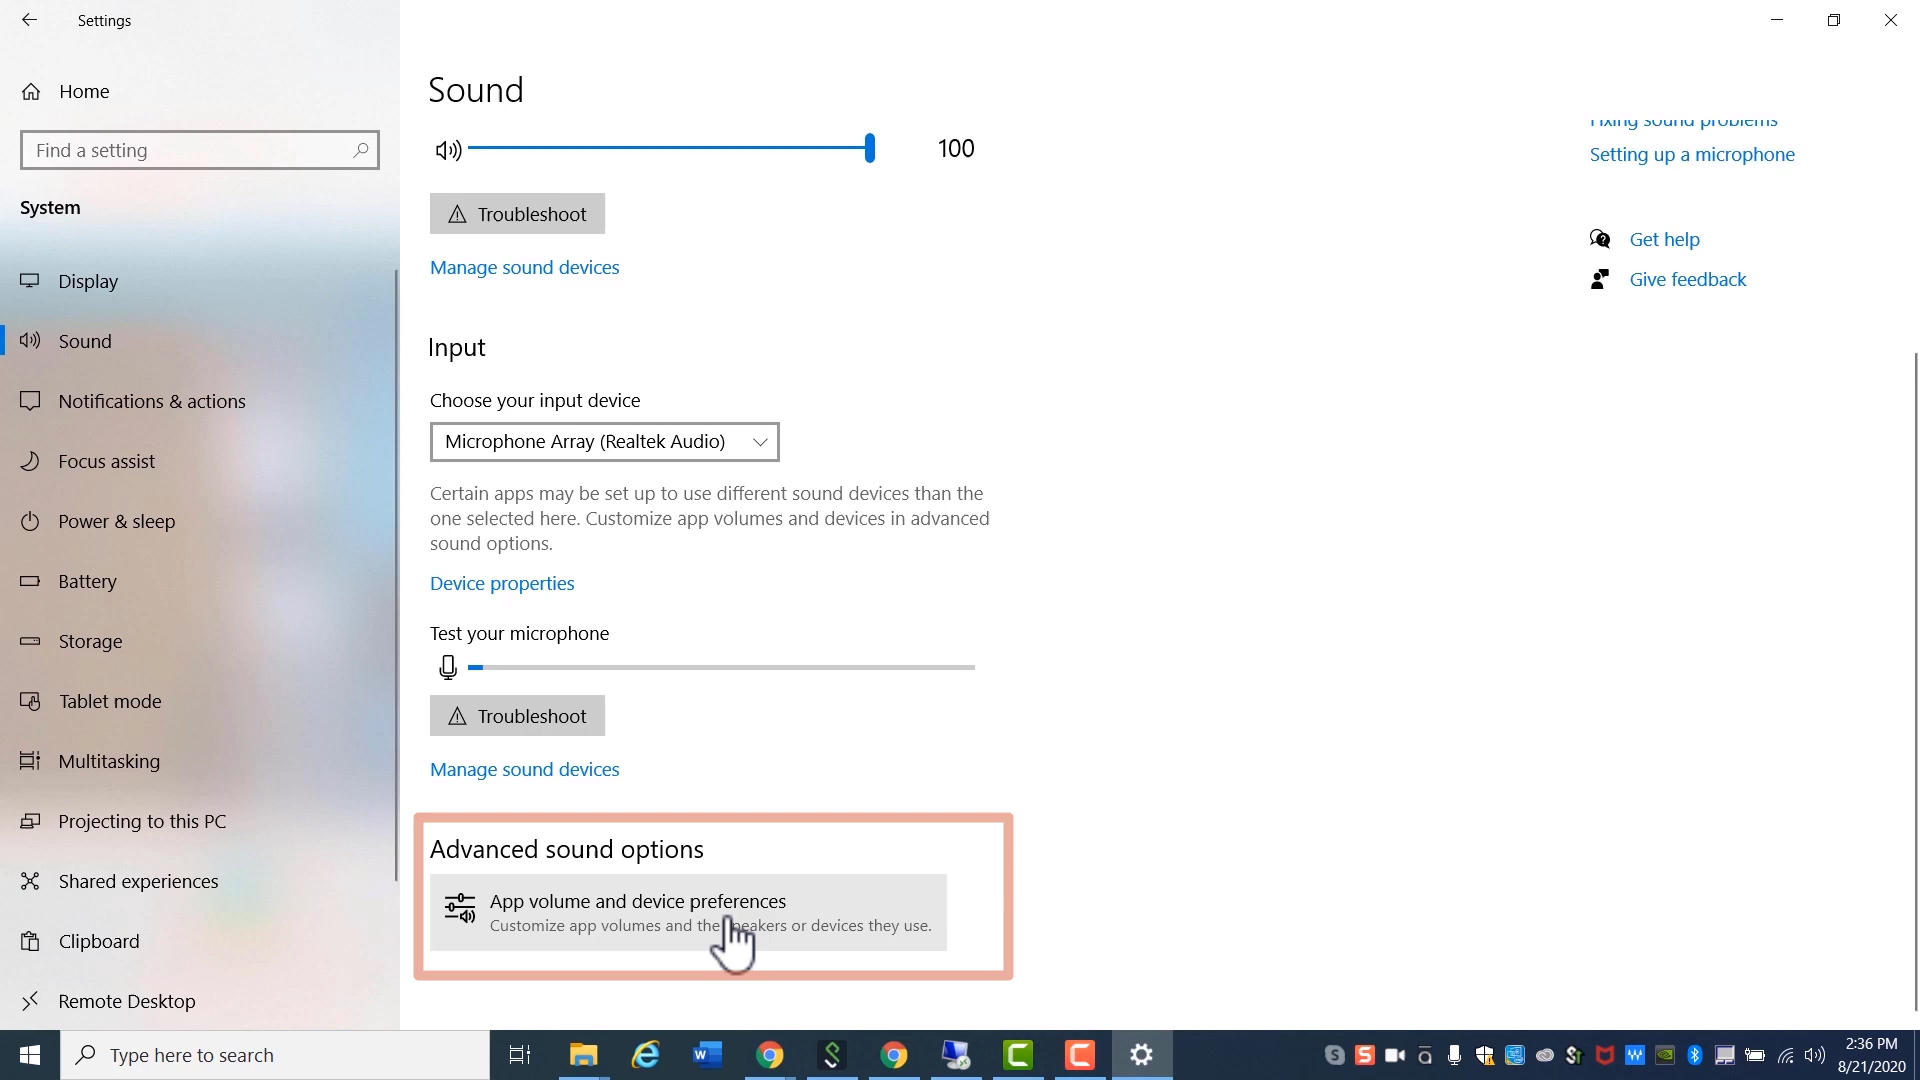 Settings
Home
Find a setting
System
Display
Sound
Notifications & actions
Focus assist
Power & sleep
Battery
Storage
Tablet mode
Multitasking
Projecting to this PC
Shared experiences
Clipboard
Remote Desktop
Sound
100
Troubleshoot
Manage sound devices
Input
Choose your input device
Microphone Array (Realtek Audio)
Certain apps may be set up to use different sound devices than the
one selected here. Customize app volumes and devices in advanced
sound options.
Device properties
Test your microphone
Troubleshoot
Manage sound devices
Advanced sound options
App volume and device preferences
Customize app volumes and the speakers or devices they use.
Fixing sound problems
Setting up a microphone
Get help
Give feedback
Type here to search
2:36 PM
8/21/2020